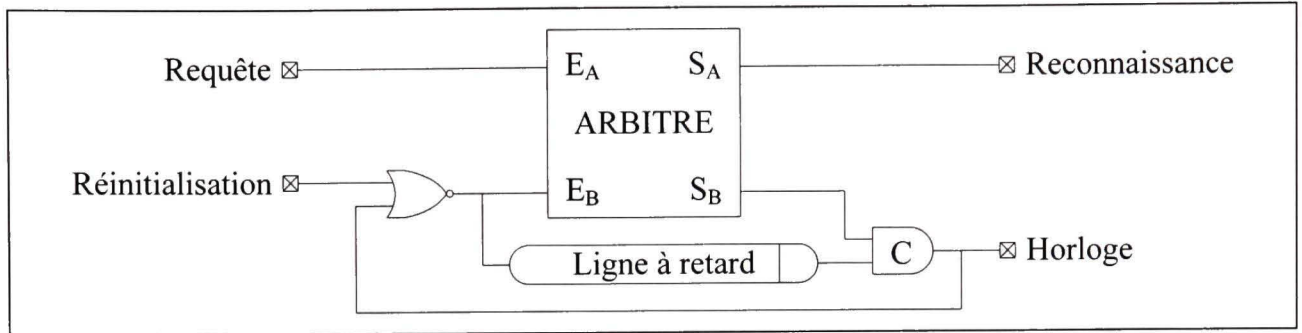 Requête
E_A
S_A
Reconnaissance
ARBITRE
Réinitialisation
E_B
S_B
C
Horloge
Ligne à retard